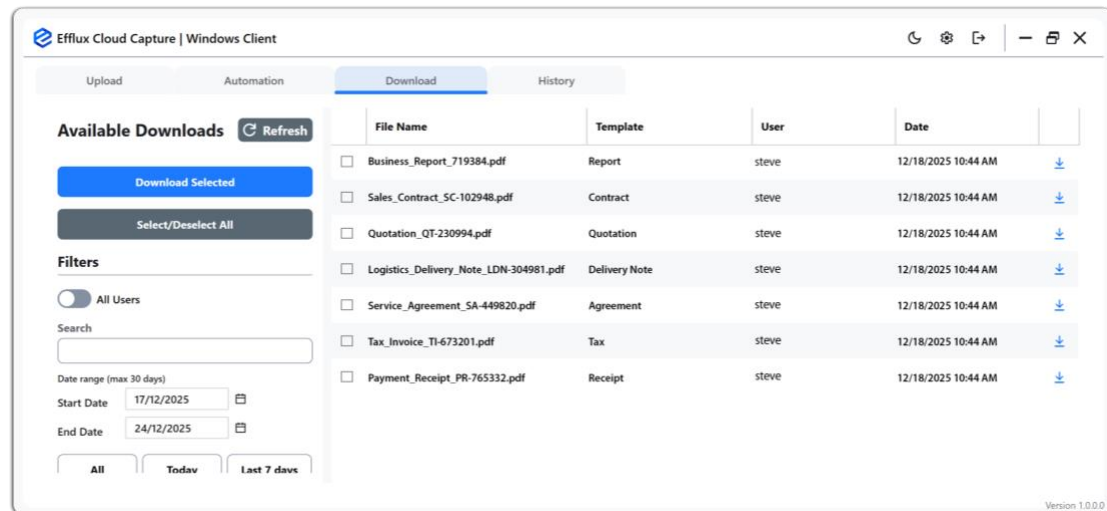 Efflux Cloud Capture | Windows Client
Upload Automation Download History
Available Downloads Refresh
Download Selected
Select/Deselect All
Filters
All Users
Search
Date range (max 30 days)
Start Date 17/12/2025
End Date 24/12/2025
All Today Last 7 days
File Name Template User Date
Business_Report_719384.pdf Report steve 12/18/2025 10:44 AM
Sales_Contract_SC-102948.pdf Contract steve 12/18/2025 10:44 AM
Quotation_QT-230994.pdf Quotation steve 12/18/2025 10:44 AM
Logistics_Delivery_Note_LDN-304981.pdf Delivery Note steve 12/18/2025 10:44 AM
Service_Agreement_SA-449820.pdf Agreement steve 12/18/2025 10:44 AM
Tax_Invoice_TI-673201.pdf Tax steve 12/18/2025 10:44 AM
Payment_Receipt_PR-765332.pdf Receipt steve 12/18/2025 10:44 AM
Version 1.0.0.0